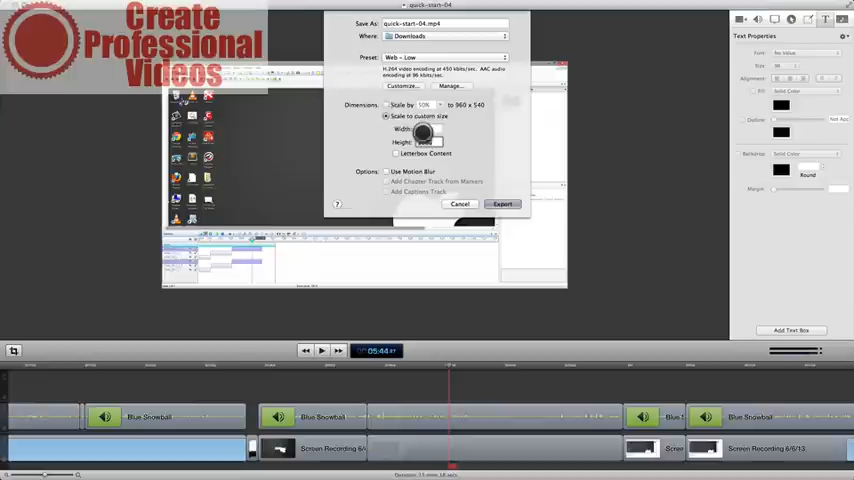 quick-start-04
Create
Professional
Videos
Save As: quick-start-04.mp4
Where: Downloads
Preset: Web - Low
H.264 video encoding at 450 kbits/sec. AAC audio
encoding at 96 kbits/sec.
Customize... Manage...
Dimensions: Scale by 50% to 960 x 540
Scale to custom size
Width:
Height:
Letterbox Content
Options: Use Motion Blur
Add Chapter Track from Markers
Add Captions Track
? Cancel Export
Text Properties
Font: No Value
Size:
Alignment:
Fill: Solid Color
Outline:
Backdrop: Solid Color
Round
Margin:
Add Text Box
05:44
Blue Snowball
Blue Snowball
Blue S
Blue Snowball
Screen Recording 6/
Scree
Screen Recording 6/6/13